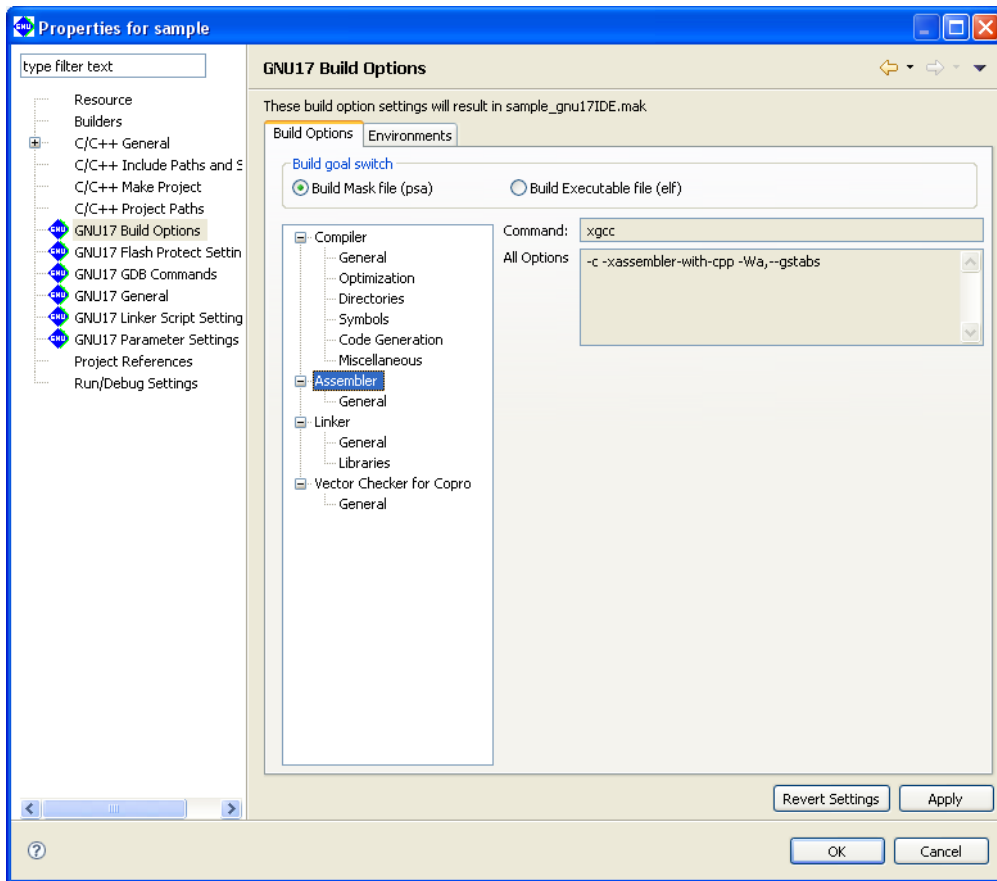 Properties for sample
type filter text
Resource
Builders
C/C++ General
C/C++ Include Paths and S
C/C++ Make Project
C/C++ Project Paths
GNU17 Build Options
GNU17 Flash Protect Settin
GNU17 GDB Commands
GNU17 General
GNU17 Linker Script Setting
GNU17 Parameter Settings
Project References
Run/Debug Settings
GNU17 Build Options
These build option settings will result in sample_gnu17IDE.mak
Build Options Environments
Build goal switch
Build Mask file (psa) Build Executable file (elf)
Compiler
General
Optimization
Directories
Symbols
Code Generation
Miscellaneous
Assembler
General
Linker
General
Libraries
Vector Checker for Copro
General
Command: xgcc
All Options -c -xassembler-with-cpp -Wa,--gstabs
Revert Settings Apply
OK Cancel